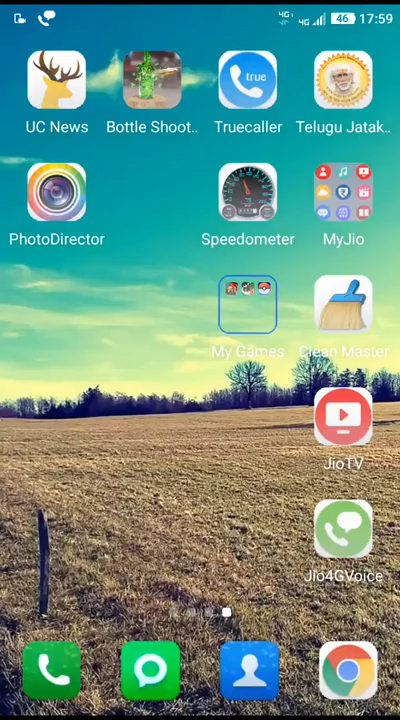 4G 4G 46 17:59
UC News Bottle Shoot.. Truecaller Telugu Jatak..
true
PhotoDirector Speedometer MyJio
My Games Clean Master
JioTV
Jio4GVoice